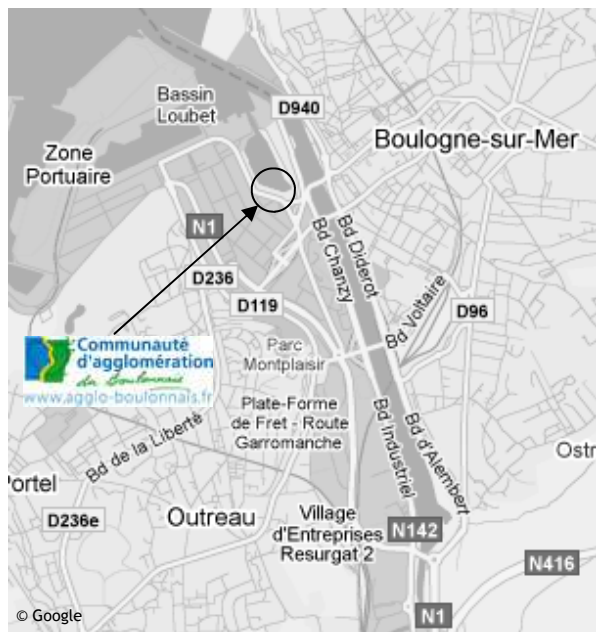 Bassin
Loubet
D940
Zone
Portuaire
Boulogne-sur-Mer
N1
Bd Diderot
Bd Chanzy
D236
D119
Bd Voltaire
D96
Communauté
d'agglomération
du Boulonnais
www.agglo-boulonnais.fr
Parc
Montplaisir
Plate-Forme
de Fret - Route
Garromanche
Bd de la Liberté
Bd Industriel
Bd d'Alembert
Ostr
Portel
D236e
Outreau
Village
d'Entreprises
Resurgat 2
N142
N416
N1
© Google